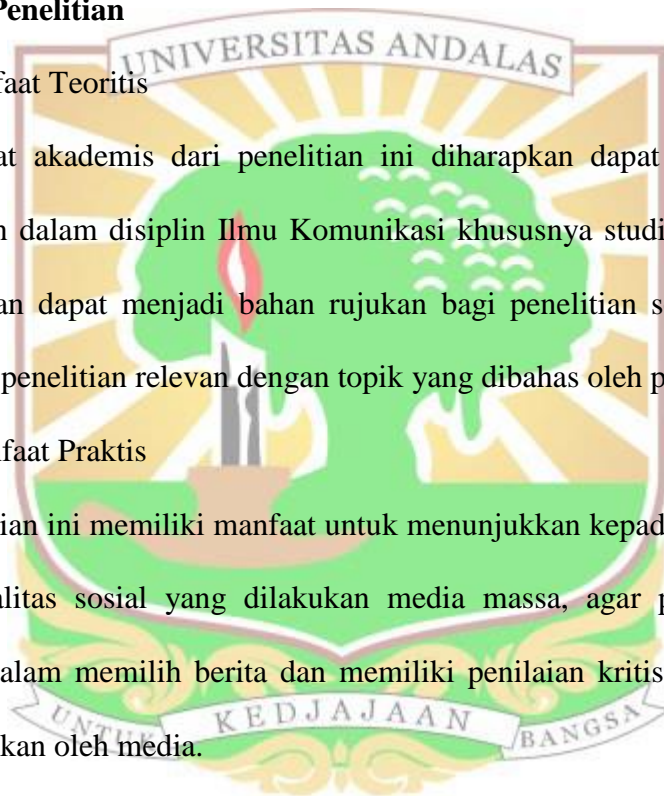 Penelitian
UNIVERSITAS ANDALAS
faat Teoritis
at akademis dari penelitian ini diharapkan dapat
n dalam disiplin Ilmu Komunikasi khususnya studi
an dapat menjadi bahan rujukan bagi penelitian s
penelitian relevan dengan topik yang dibahas oleh p
nfaat Praktis
ian ini memiliki manfaat untuk menunjukkan kepad
alitas sosial yang dilakukan media massa, agar p
alam memilih berita dan memiliki penilaian kritis
UNTUK KEDJAJAAN BANGSA
kan oleh media.